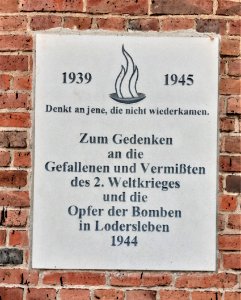 1939 1945
Denkt an jene, die nicht wiederkamen.
Zum Gedenken
an die
Gefallenen und Vermißten
des 2. Weltkrieges
und die
Opfer der Bomben
in Lodersleben
1944